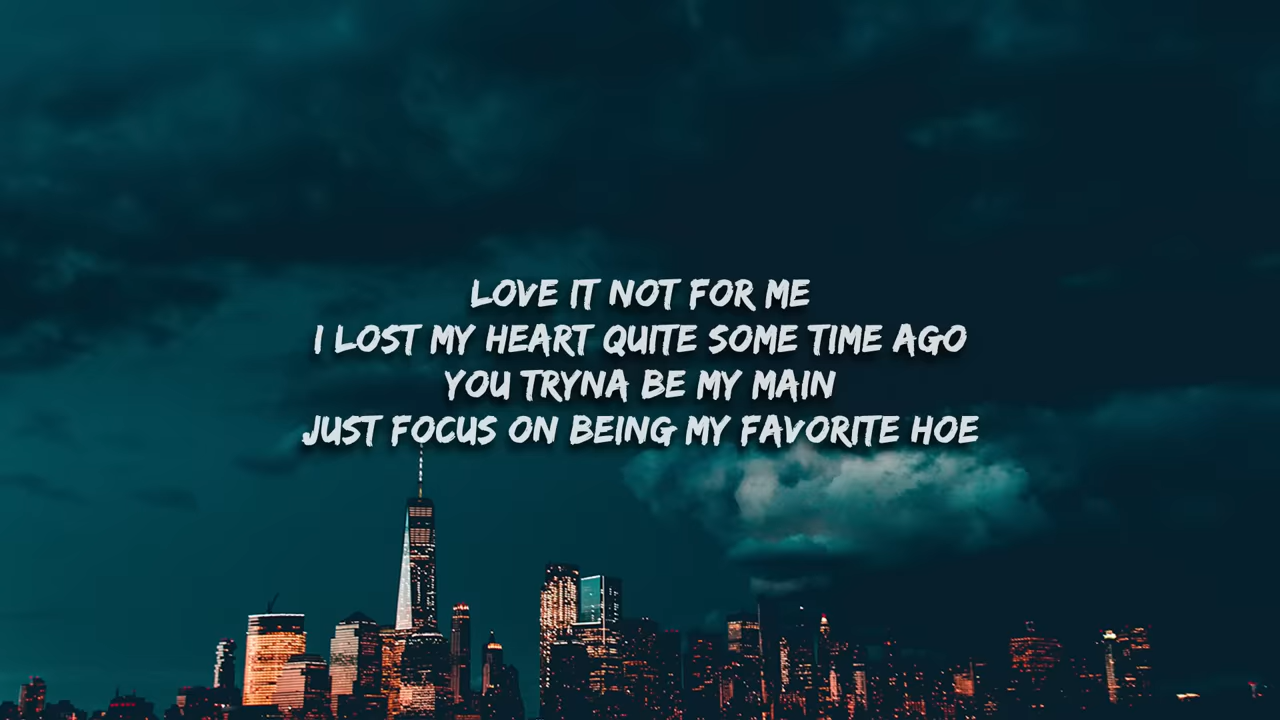 LOVE IT NOT FOR ME
I LOST MY HEART QUITE SOME TIME AGO
YOU TRYNA BE MY MAIN
JUST FOCUS ON BEING MY FAVORITE HOE